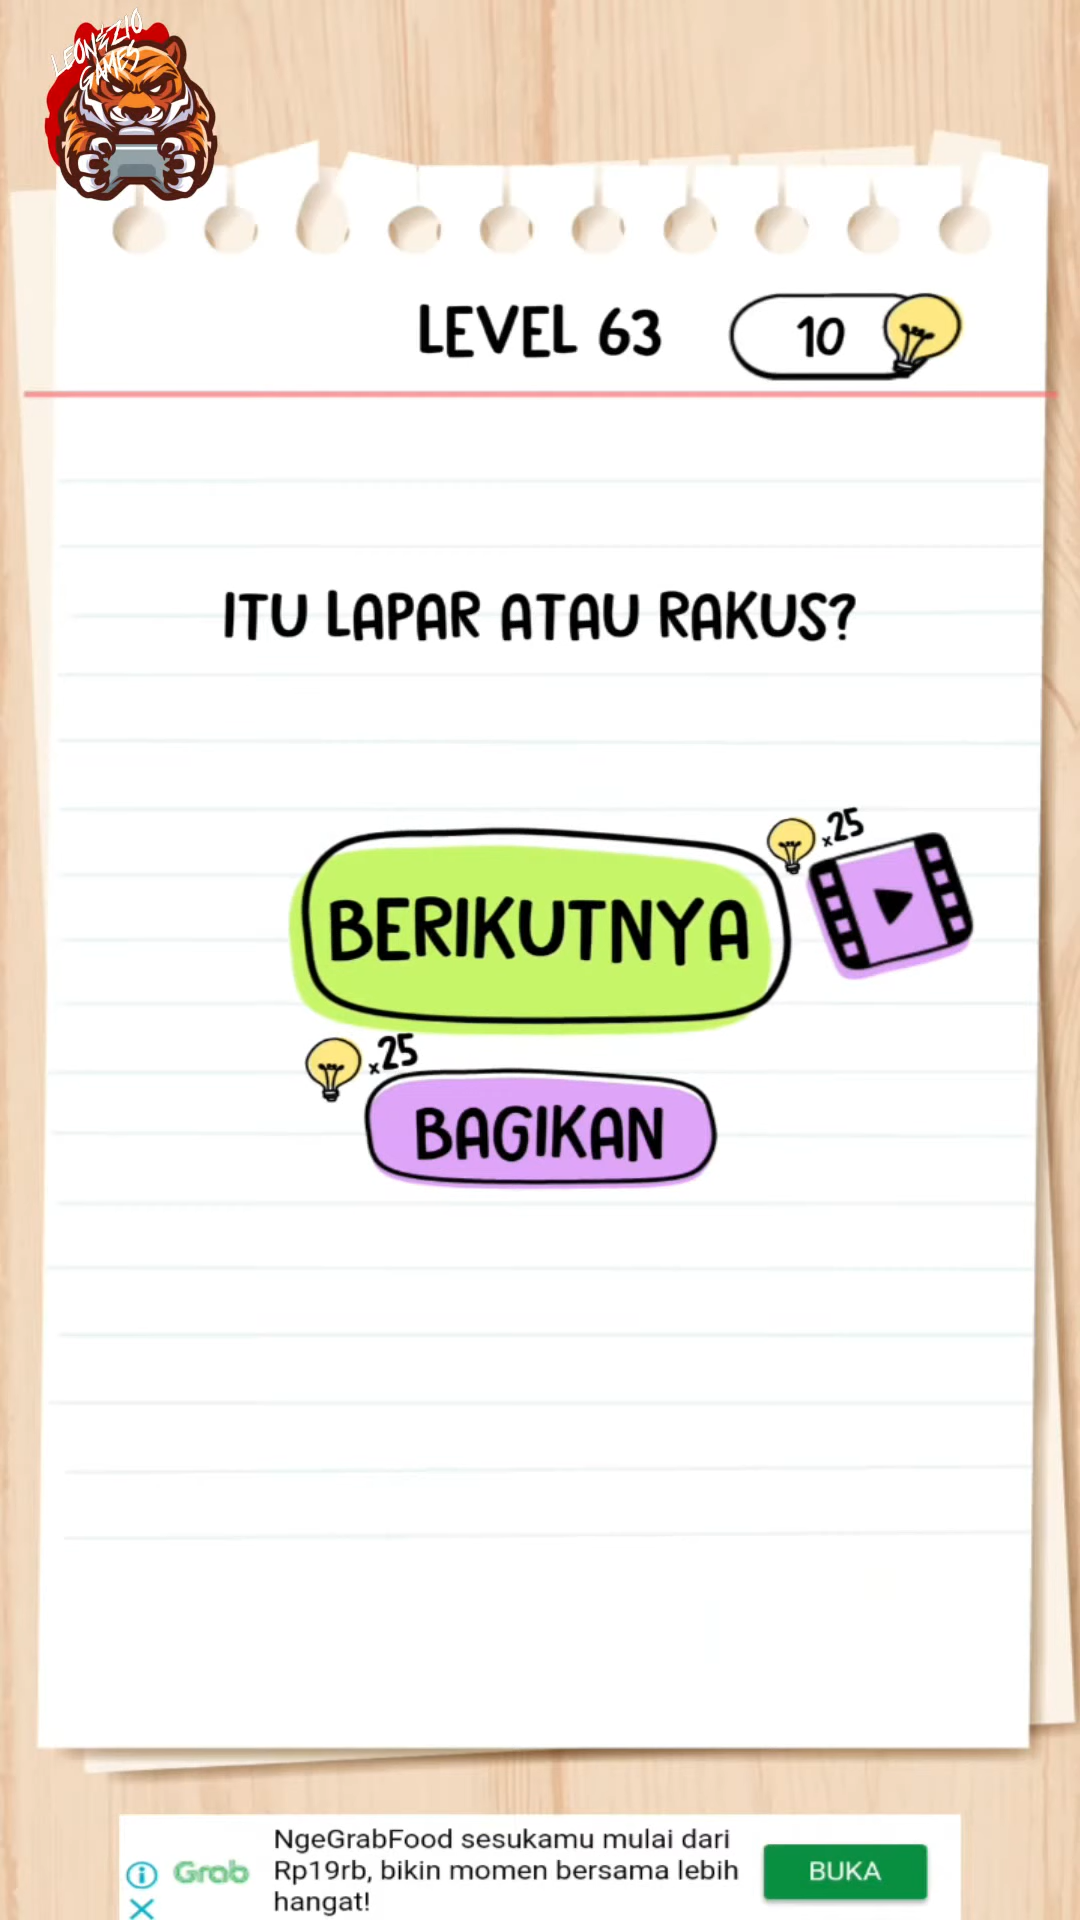 LEONEZIO
GAMES
LEVEL 63
10
ITU LAPAR ATAU RAKUS?
x25
BERIKUTNYA
x25
BAGIKAN
NgeGrabFood sesukamu mulai dari
Grab
Rp19rb, bikin momen bersama lebih
hangat!
BUKA